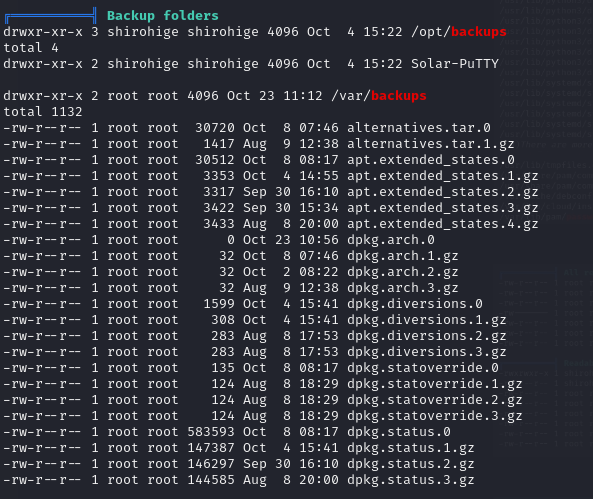 Backup folders
drwxr-xr-x 3 shirohige shirohige 4096 Oct  4 15:22 /opt/backups
total 4
drwxr-xr-x 2 shirohige shirohige 4096 Oct  4 15:22 Solar-PuTTY

drwxr-xr-x 2 root root 4096 Oct 23 11:12 /var/backups
total 1132
-rw-r--r-- 1 root root  30720 Oct  8 07:46 alternatives.tar.0
-rw-r--r-- 1 root root   1417 Aug  9 12:38 alternatives.tar.1.gz
-rw-r--r-- 1 root root  30512 Oct  8 08:17 apt.extended_states.0
-rw-r--r-- 1 root root   3353 Oct  4 14:55 apt.extended_states.1.gz
-rw-r--r-- 1 root root   3317 Sep 30 16:10 apt.extended_states.2.gz
-rw-r--r-- 1 root root   3422 Sep 30 15:34 apt.extended_states.3.gz
-rw-r--r-- 1 root root   3433 Aug  8 20:00 apt.extended_states.4.gz
-rw-r--r-- 1 root root      0 Oct 23 10:56 dpkg.arch.0
-rw-r--r-- 1 root root     32 Oct  8 07:46 dpkg.arch.1.gz
-rw-r--r-- 1 root root     32 Oct  2 08:22 dpkg.arch.2.gz
-rw-r--r-- 1 root root     32 Aug  9 12:38 dpkg.arch.3.gz
-rw-r--r-- 1 root root   1599 Oct  4 15:41 dpkg.diversions.0
-rw-r--r-- 1 root root    308 Oct  4 15:41 dpkg.diversions.1.gz
-rw-r--r-- 1 root root    283 Aug  8 17:53 dpkg.diversions.2.gz
-rw-r--r-- 1 root root    283 Aug  8 17:53 dpkg.diversions.3.gz
-rw-r--r-- 1 root root    135 Oct  8 08:17 dpkg.statoverride.0
-rw-r--r-- 1 root root    124 Aug  8 18:29 dpkg.statoverride.1.gz
-rw-r--r-- 1 root root    124 Aug  8 18:29 dpkg.statoverride.2.gz
-rw-r--r-- 1 root root    124 Aug  8 18:29 dpkg.statoverride.3.gz
-rw-r--r-- 1 root root 583593 Oct  8 08:17 dpkg.status.0
-rw-r--r-- 1 root root 147387 Oct  4 15:41 dpkg.status.1.gz
-rw-r--r-- 1 root root 146297 Sep 30 16:10 dpkg.status.2.gz
-rw-r--r-- 1 root root 144585 Aug  8 20:00 dpkg.status.3.gz